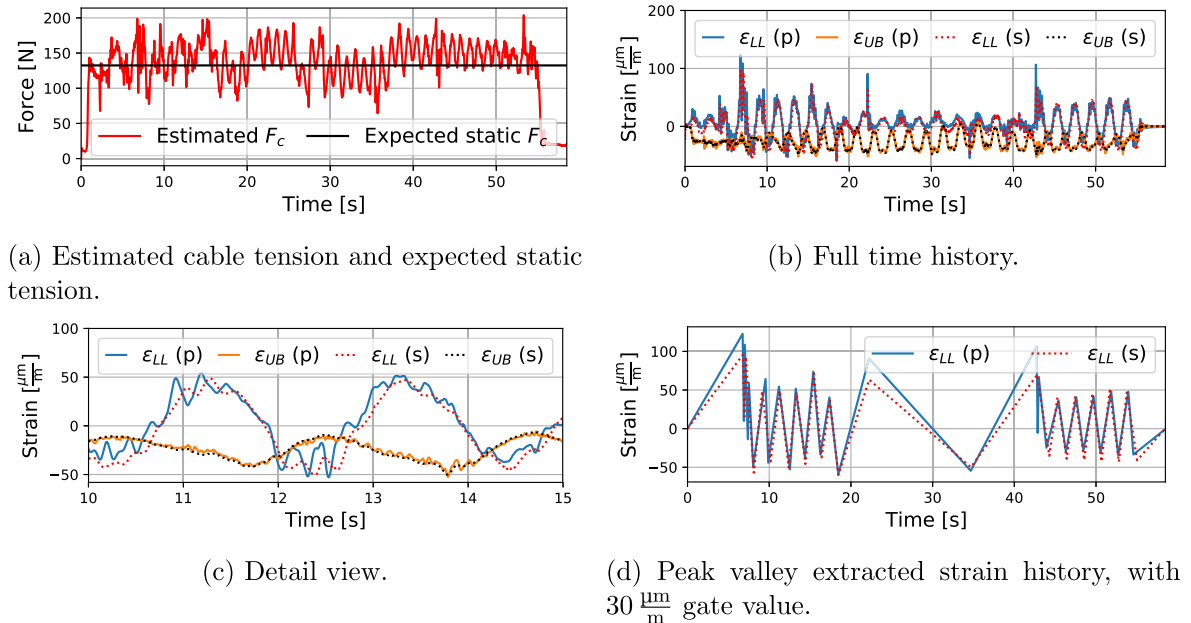 200
150
100
50
0
Force [N]
Estimated F_c
Expected static F_c
0 10 20 30 40 50
Time [s]
(a) Estimated cable tension and expected static
tension.
200
100
0
Strain [μm/m]
ε_LL (p) ε_UB (p) ε_LL (s) ε_UB (s)
0 10 20 30 40 50
Time [s]
(b) Full time history.
100
50
0
−50
Strain [μm/m]
ε_LL (p) ε_UB (p) ε_LL (s) ε_UB (s)
10 11 12 13 14 15
Time [s]
(c) Detail view.
100
50
0
−50
Strain [μm/m]
ε_LL (p) ε_LL (s)
0 10 20 30 40 50
Time [s]
(d) Peak valley extracted strain history, with
30 μm/m gate value.